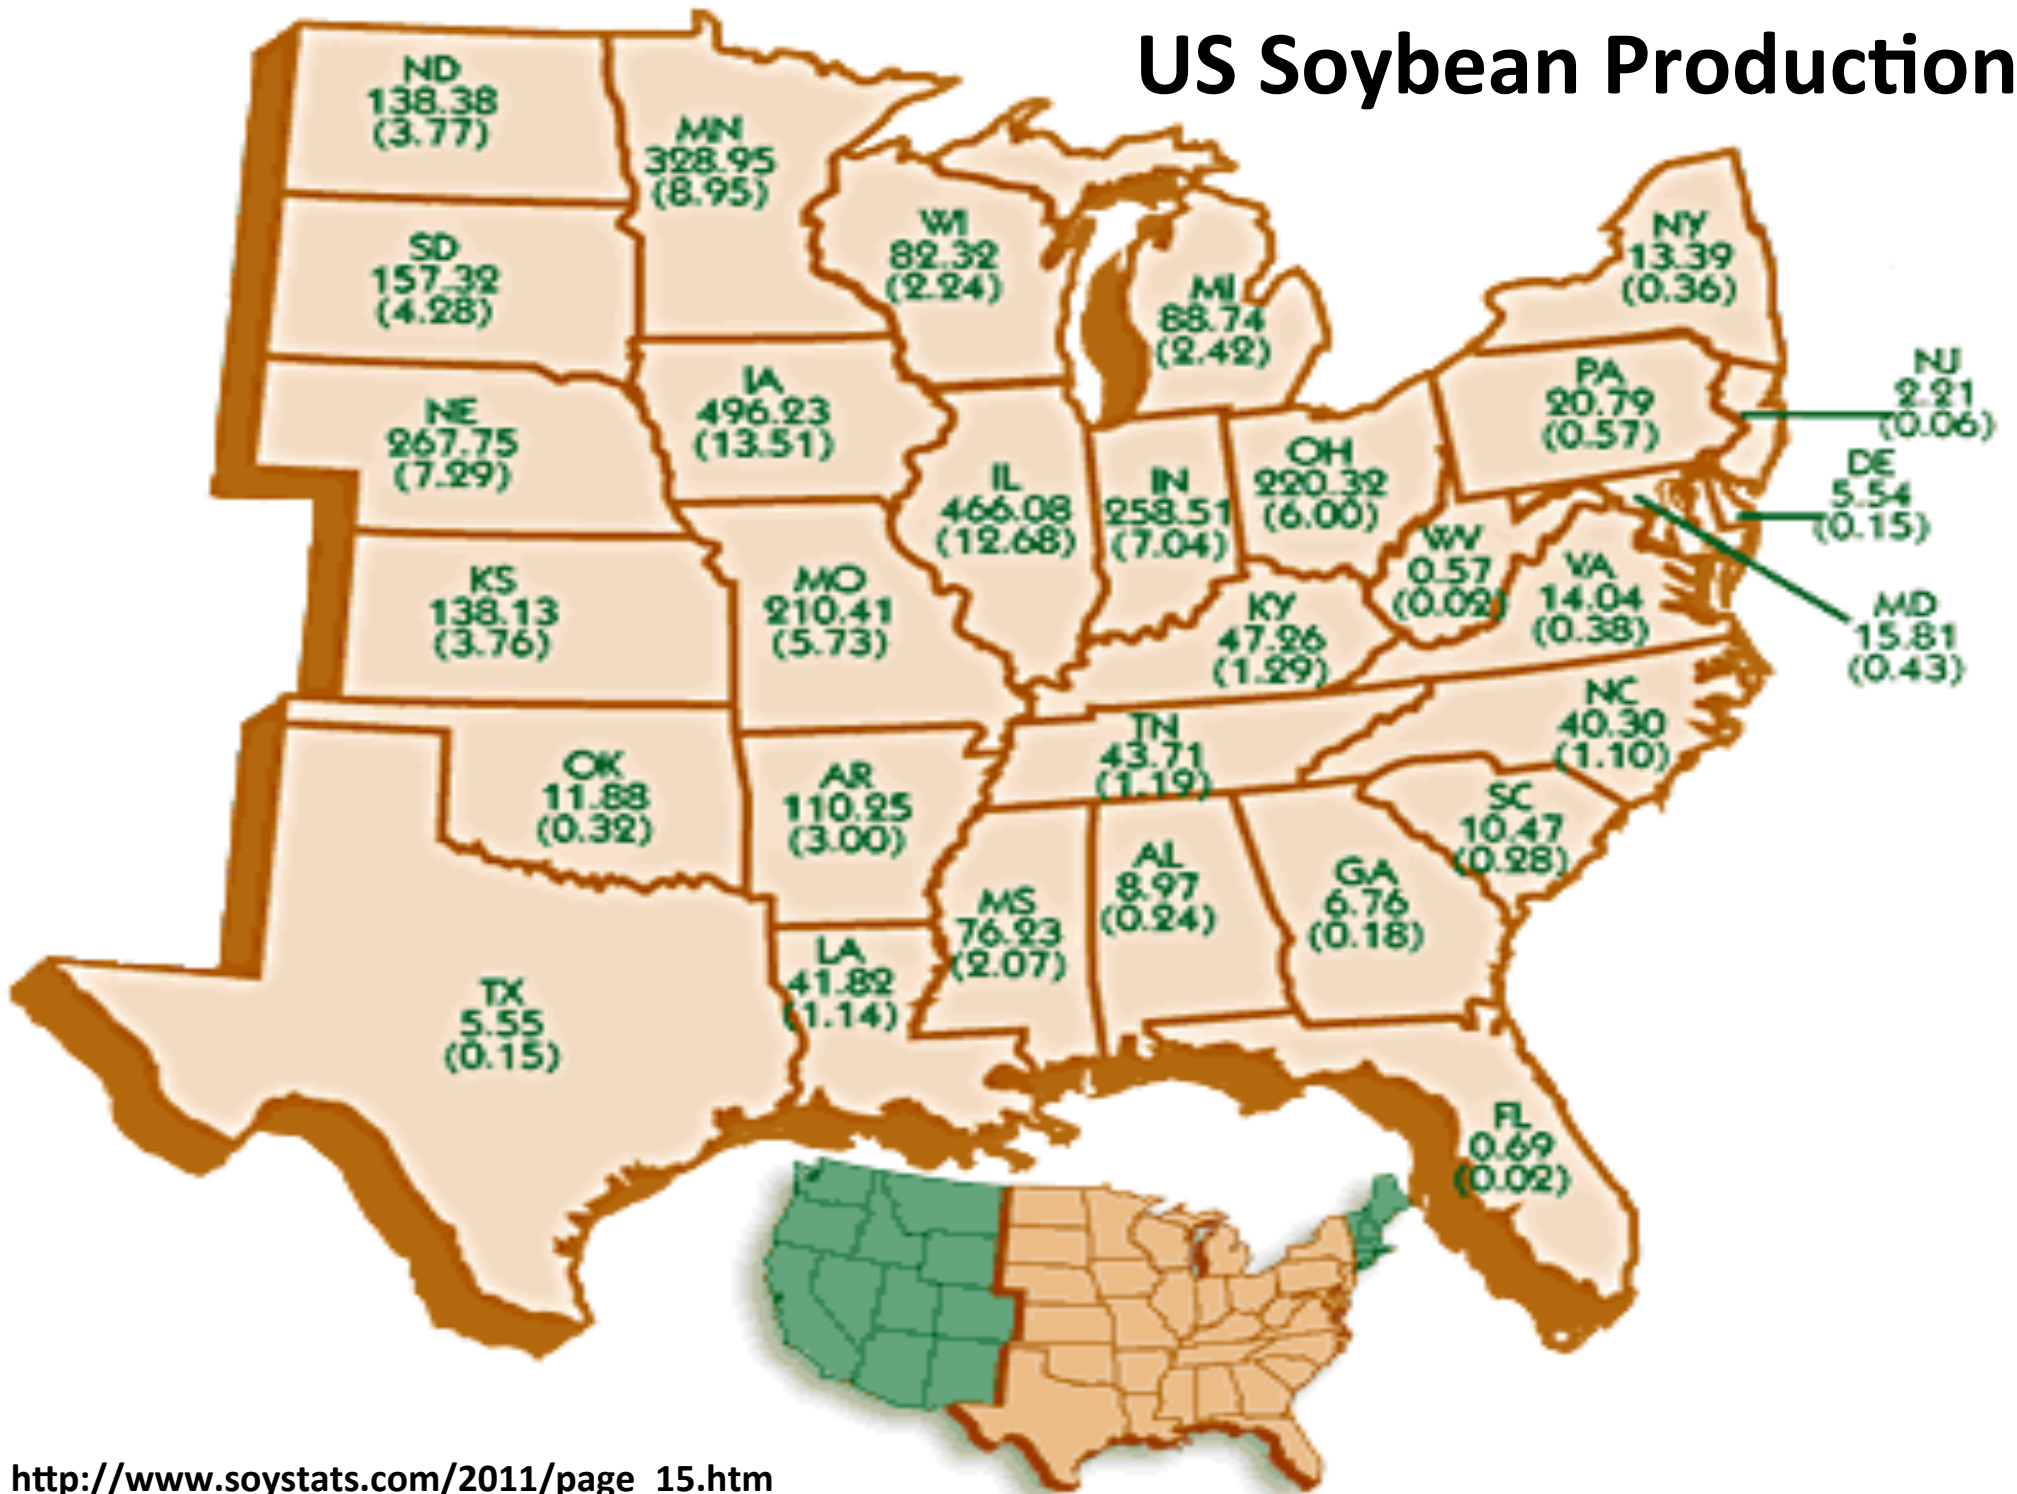 US Soybean Production
ND
138.38
(3.77)
MN
328.95
(8.95)
WI
82.32
(2.24)
MI
88.74
(2.42)
NY
13.39
(0.36)
SD
157.32
(4.28)
NE
267.75
(7.29)
IA
496.23
(13.51)
IL
466.08
(12.68)
IN
258.51
(7.04)
OH
220.32
(6.00)
PA
20.79
(0.57)
NJ
2.21
(0.06)
DE
5.54
(0.15)
MD
15.81
(0.43)
KS
138.13
(3.76)
MO
210.41
(5.73)
KY
47.26
(1.29)
WV
0.57
(0.02)
VA
14.04
(0.38)
NC
40.30
(1.10)
TN
43.71
(1.19)
OK
11.88
(0.32)
AR
110.25
(3.00)
SC
10.47
(0.28)
MS
76.23
(2.07)
AL
8.97
(0.24)
GA
6.76
(0.18)
LA
41.82
(1.14)
TX
5.55
(0.15)
FL
0.69
(0.02)
http://www.soystats.com/2011/page_15.htm